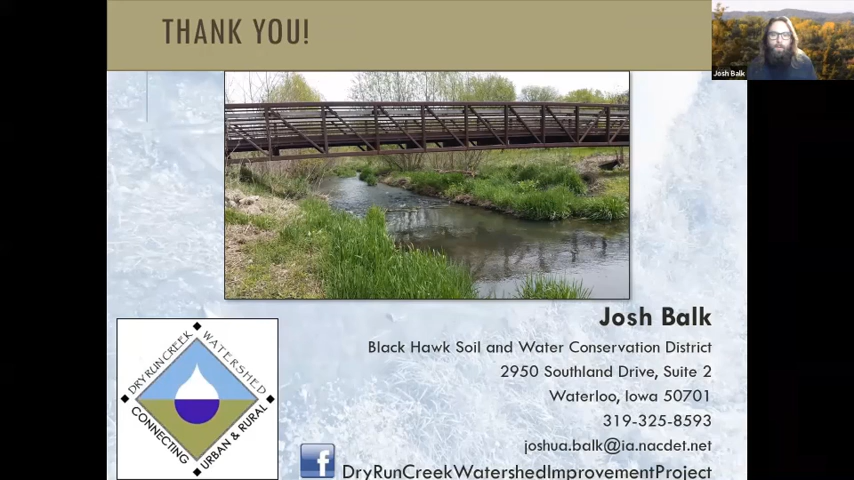 THANK YOU!
Josh Balk
DRY RUN CREEK WATERSHED
CONNECTING
URBAN & RURAL
Josh Balk
Black Hawk Soil and Water Conservation District
2950 Southland Drive, Suite 2
Waterloo, Iowa 50701
319-325-8593
joshua.balk@ia.nacdet.net
DryRunCreekWatershedImprovementProject